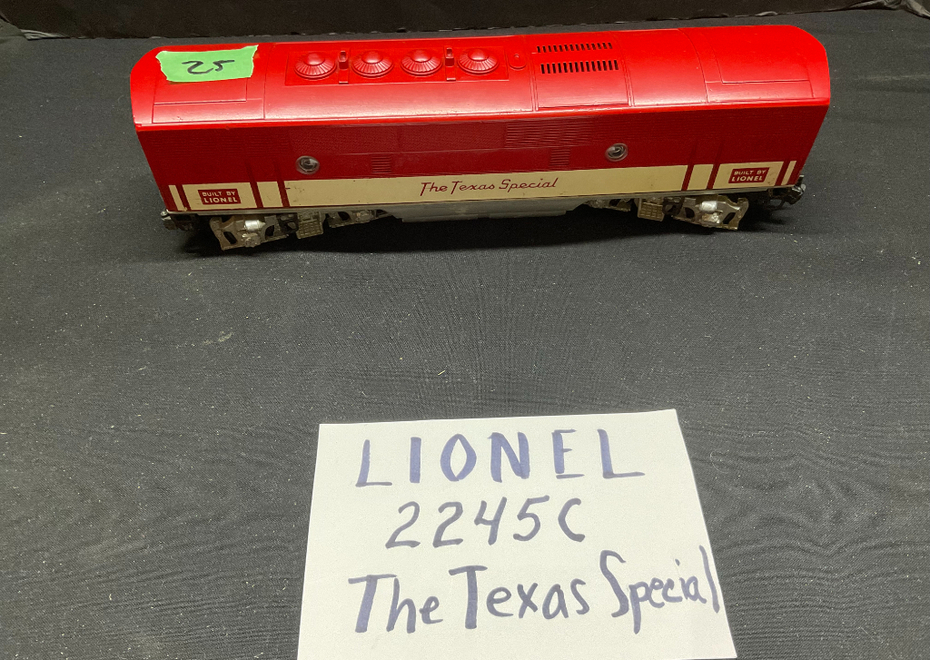 25
The Texas Special
BUILT BY
LIONEL
BUILT BY
LIONEL
LIONEL
2245C
The Texas Special